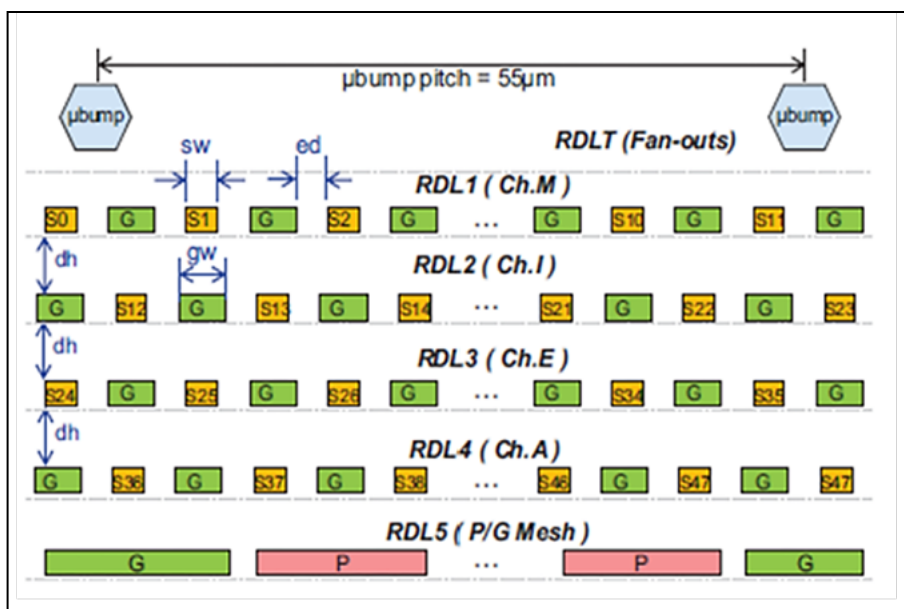 µbump pitch = 55µm
µbump µbump
RDLT (Fan-outs)
sw ed
RDL1 ( Ch.M )
S0 G S1 G S2 G ... G S10 G S11 G
dh gw
RDL2 ( Ch.I )
G S12 G S13 G S14 ... S21 G S22 G S23
dh
RDL3 ( Ch.E )
S24 G S25 G S26 G ... G S34 G S35 G
dh
RDL4 ( Ch.A )
G S36 G S37 G S38 ... S46 G S47 G S47
RDL5 ( P/G Mesh )
G P ... P G